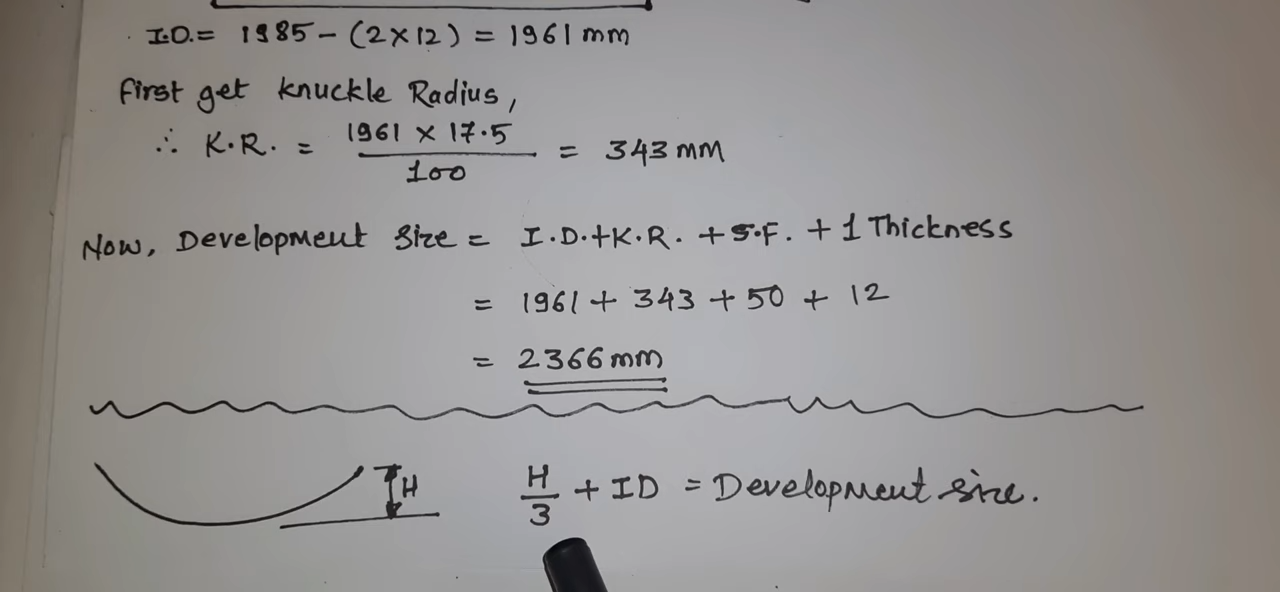 I.D. = 1985 - (2 × 12) = 1961 mm
First get knuckle Radius,
∴ K.R. = 1961 × 17.5 / 100 = 343 mm
Now, Development Size = I.D. + K.R. + S.F. + 1 Thickness
= 1961 + 343 + 50 + 12
= 2366 mm
H
H/3 + ID = Development size.